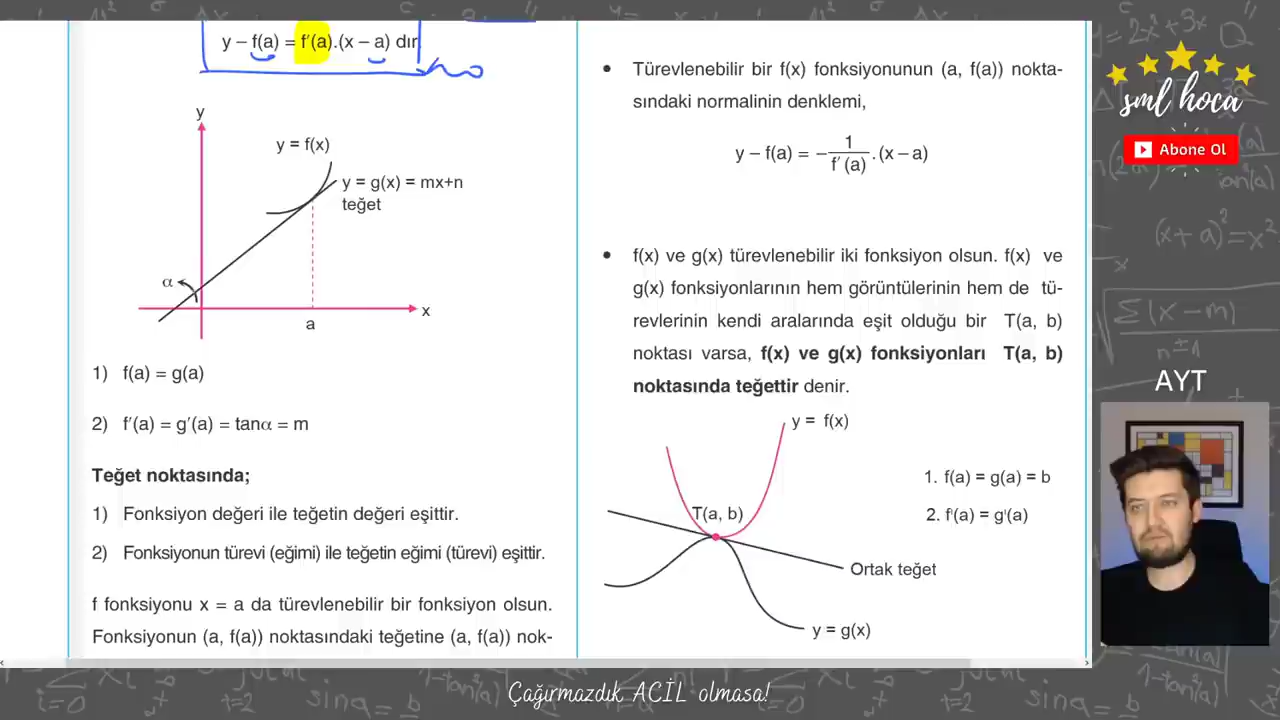 y – f(a) = f′(a).(x – a) dır
y
y = f(x)
y = g(x) = mx+n
teğet
α
x
a
1) f(a) = g(a)
2) f′(a) = g′(a) = tanα = m
Teğet noktasında;
1) Fonksiyon değeri ile teğetin değeri eşittir.
2) Fonksiyonun türevi (eğimi) ile teğetin eğimi (türevi) eşittir.
f fonksiyonu x = a da türevlenebilir bir fonksiyon olsun.
Fonksiyonun (a, f(a)) noktasındaki teğetine (a, f(a)) nok-
• Türevlenebilir bir f(x) fonksiyonunun (a, f(a)) nokta-
sındaki normalinin denklemi,
y – f(a) = – 1/f′(a) . (x – a)
• f(x) ve g(x) türevlenebilir iki fonksiyon olsun. f(x) ve
g(x) fonksiyonlarının hem görüntülerinin hem de tü-
revlerinin kendi aralarında eşit olduğu bir T(a, b)
noktası varsa, f(x) ve g(x) fonksiyonları T(a, b)
noktasında teğettir denir.
y = f(x)
T(a, b)
Ortak teğet
y = g(x)
1. f(a) = g(a) = b
2. f'(a) = g'(a)
sml hoca
Abone Ol
(x + a)² = x²
AYT
Çağırmazdık ACİL olmasa!